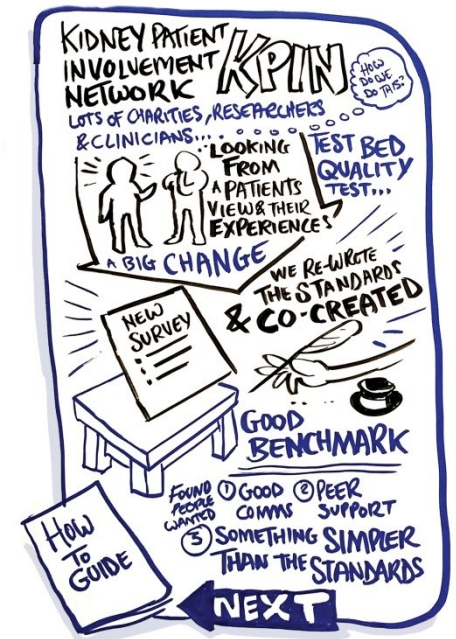 KIDNEY PATIENT
INVOLVEMENT
NETWORK
KPIN
HOW
DO WE
DO THIS?
LOTS OF CHARITIES, RESEARCHERS
& CLINICIANS...
LOOKING
FROM
A PATIENTS
VIEW & THEIR
EXPERIENCES
TEST BED
QUALITY
TEST...
A BIG CHANGE
WE RE-WROTE
THE STANDARDS
& CO-CREATED
NEW
SURVEY
GOOD
BENCHMARK
FOUND
PEOPLE
WANTED
① GOOD
COMMS
② PEER
SUPPORT
③ SOMETHING SIMPLER
THAN THE STANDARDS
HOW
TO
GUIDE
NEXT